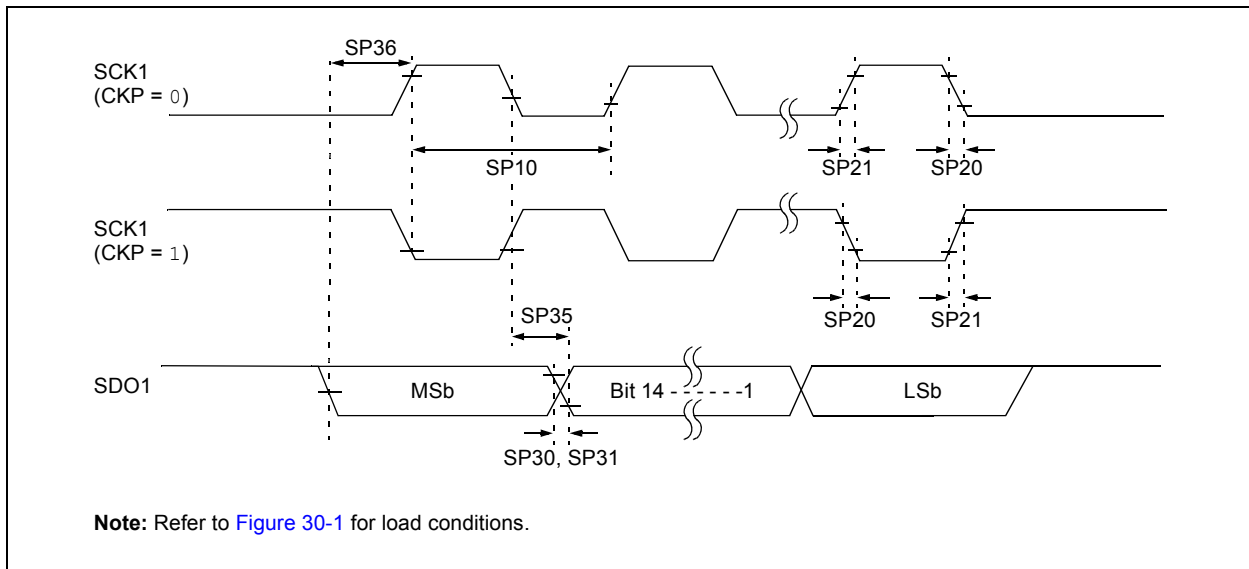 SP36
SCK1
(CKP = 0)
SP10
SP21
SP20
SCK1
(CKP = 1)
SP35
SP20
SP21
SDO1
MSb
Bit 14 - - - - - -1
LSb
SP30, SP31
Note: Refer to Figure 30-1 for load conditions.